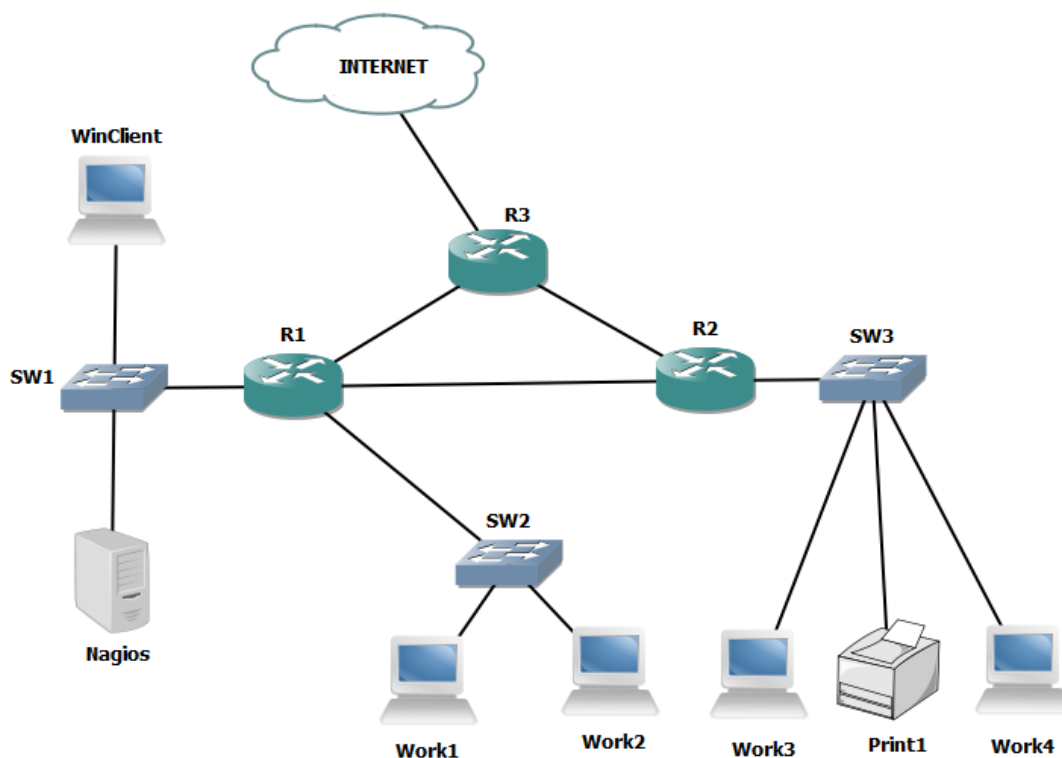 INTERNET
WinClient
R3
R1
R2
SW3
SW1
SW2
Nagios
Work1
Work2
Work3
Print1
Work4